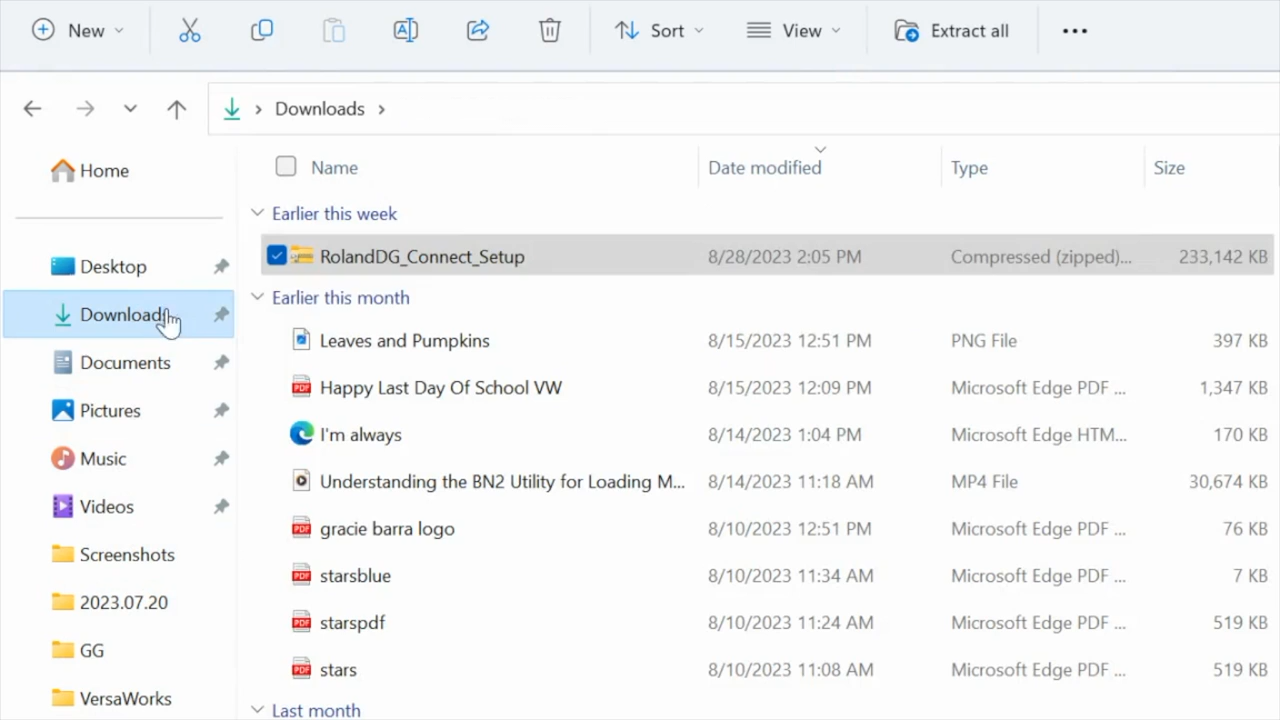 New Sort View Extract all
Downloads
Home
Desktop
Downloads
Documents
Pictures
Music
Videos
Screenshots
2023.07.20
GG
VersaWorks
Name Date modified Type Size
Earlier this week
RolandDG_Connect_Setup 8/28/2023 2:05 PM Compressed (zipped)... 233,142 KB
Earlier this month
Leaves and Pumpkins 8/15/2023 12:51 PM PNG File 397 KB
Happy Last Day Of School VW 8/15/2023 12:09 PM Microsoft Edge PDF ... 1,347 KB
I'm always 8/14/2023 1:04 PM Microsoft Edge HTM... 170 KB
Understanding the BN2 Utility for Loading M... 8/14/2023 11:18 AM MP4 File 30,674 KB
gracie barra logo 8/10/2023 12:51 PM Microsoft Edge PDF ... 76 KB
starsblue 8/10/2023 11:34 AM Microsoft Edge PDF ... 7 KB
starspdf 8/10/2023 11:24 AM Microsoft Edge PDF ... 519 KB
stars 8/10/2023 11:08 AM Microsoft Edge PDF ... 519 KB
Last month